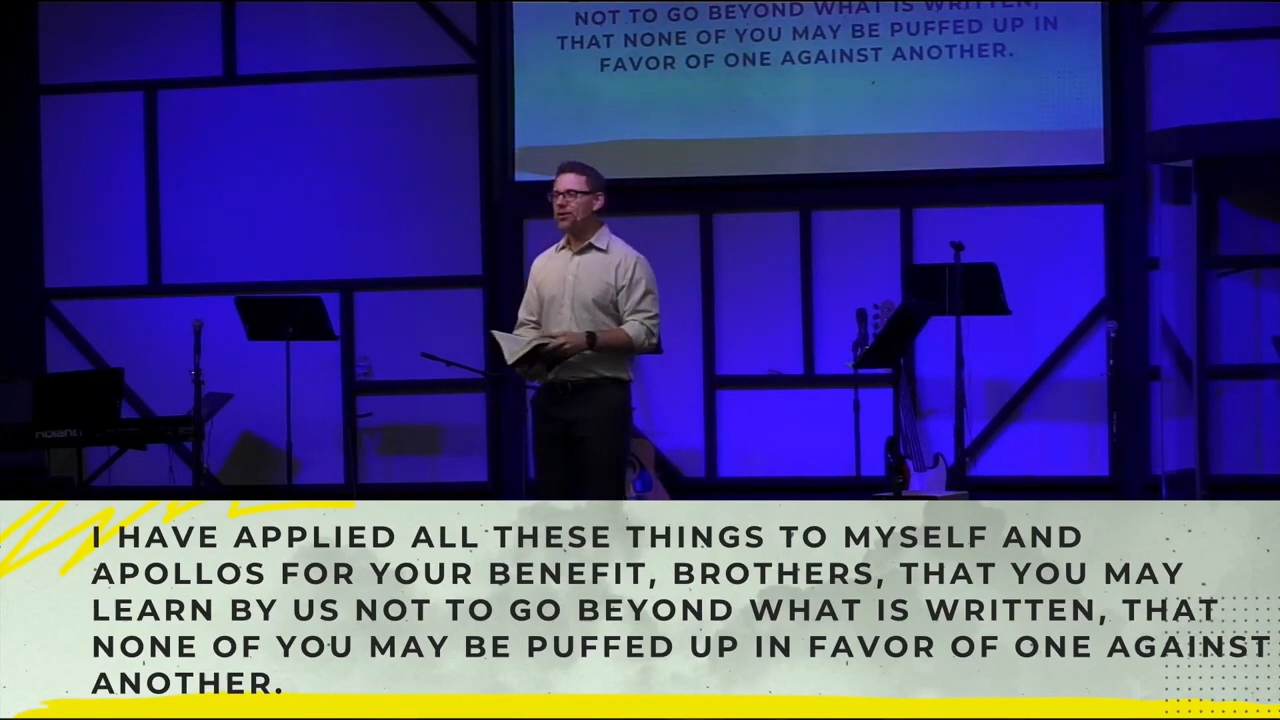 NOT TO GO BEYOND WHAT IS WRITTEN,
THAT NONE OF YOU MAY BE PUFFED UP IN
FAVOR OF ONE AGAINST ANOTHER.
Roland
I HAVE APPLIED ALL THESE THINGS TO MYSELF AND
APOLLOS FOR YOUR BENEFIT, BROTHERS, THAT YOU MAY
LEARN BY US NOT TO GO BEYOND WHAT IS WRITTEN, THAT
NONE OF YOU MAY BE PUFFED UP IN FAVOR OF ONE AGAINST
ANOTHER.